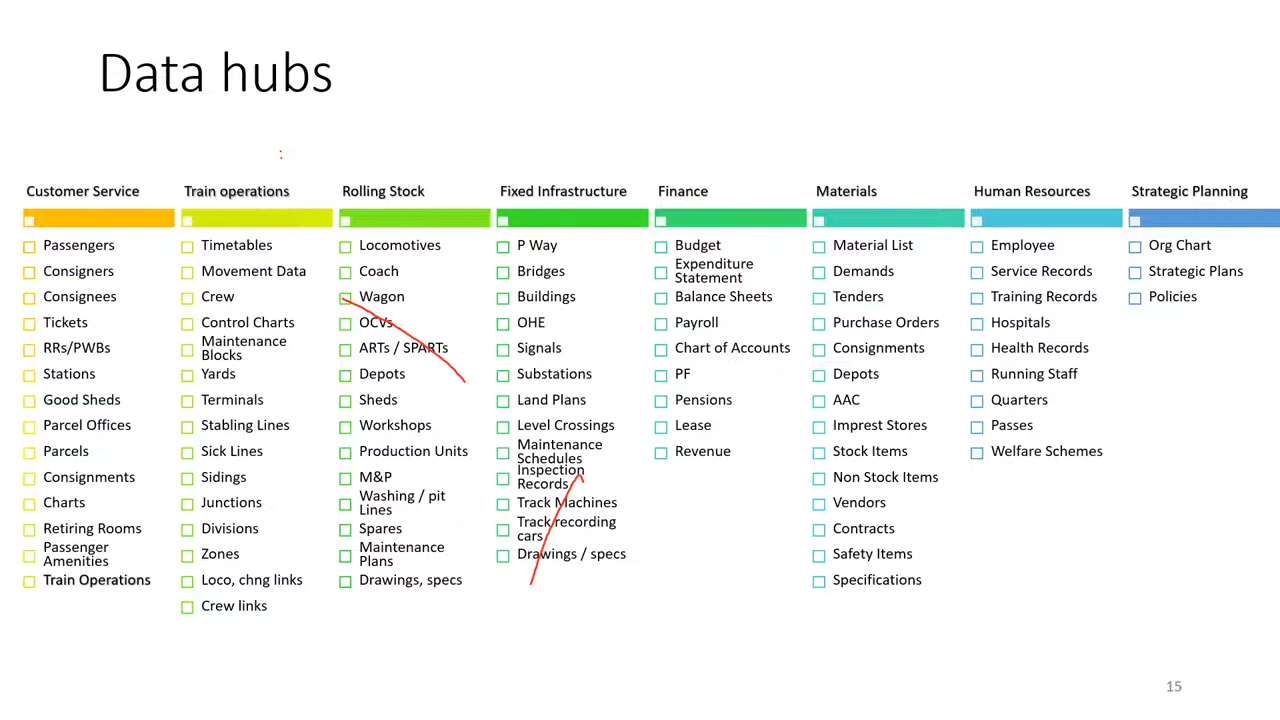 Data hubs
Customer Service
Passengers
Consigners
Consignees
Tickets
RRs/PWBs
Stations
Good Sheds
Parcel Offices
Parcels
Consignments
Charts
Retiring Rooms
Passenger
Amenities
Train Operations
Train operations
Timetables
Movement Data
Crew
Control Charts
Maintenance
Blocks
Yards
Terminals
Stabling Lines
Sick Lines
Sidings
Junctions
Divisions
Zones
Loco, chng links
Crew links
Rolling Stock
Locomotives
Coach
Wagon
OCVs
ARTs / SPARTs
Depots
Sheds
Workshops
Production Units
M&P
Washing / pit
Lines
Spares
Maintenance
Plans
Drawings, specs
Fixed Infrastructure
P Way
Bridges
Buildings
OHE
Signals
Substations
Land Plans
Level Crossings
Maintenance
Schedules
Inspection
Records
Track Machines
Track recording
cars
Drawings / specs
Finance
Budget
Expenditure
Statement
Balance Sheets
Payroll
Chart of Accounts
PF
Pensions
Lease
Revenue
Materials
Material List
Demands
Tenders
Purchase Orders
Consignments
Depots
AAC
Imprest Stores
Stock Items
Non Stock Items
Vendors
Contracts
Safety Items
Specifications
Human Resources
Employee
Service Records
Training Records
Hospitals
Health Records
Running Staff
Quarters
Passes
Welfare Schemes
Strategic Planning
Org Chart
Strategic Plans
Policies
15